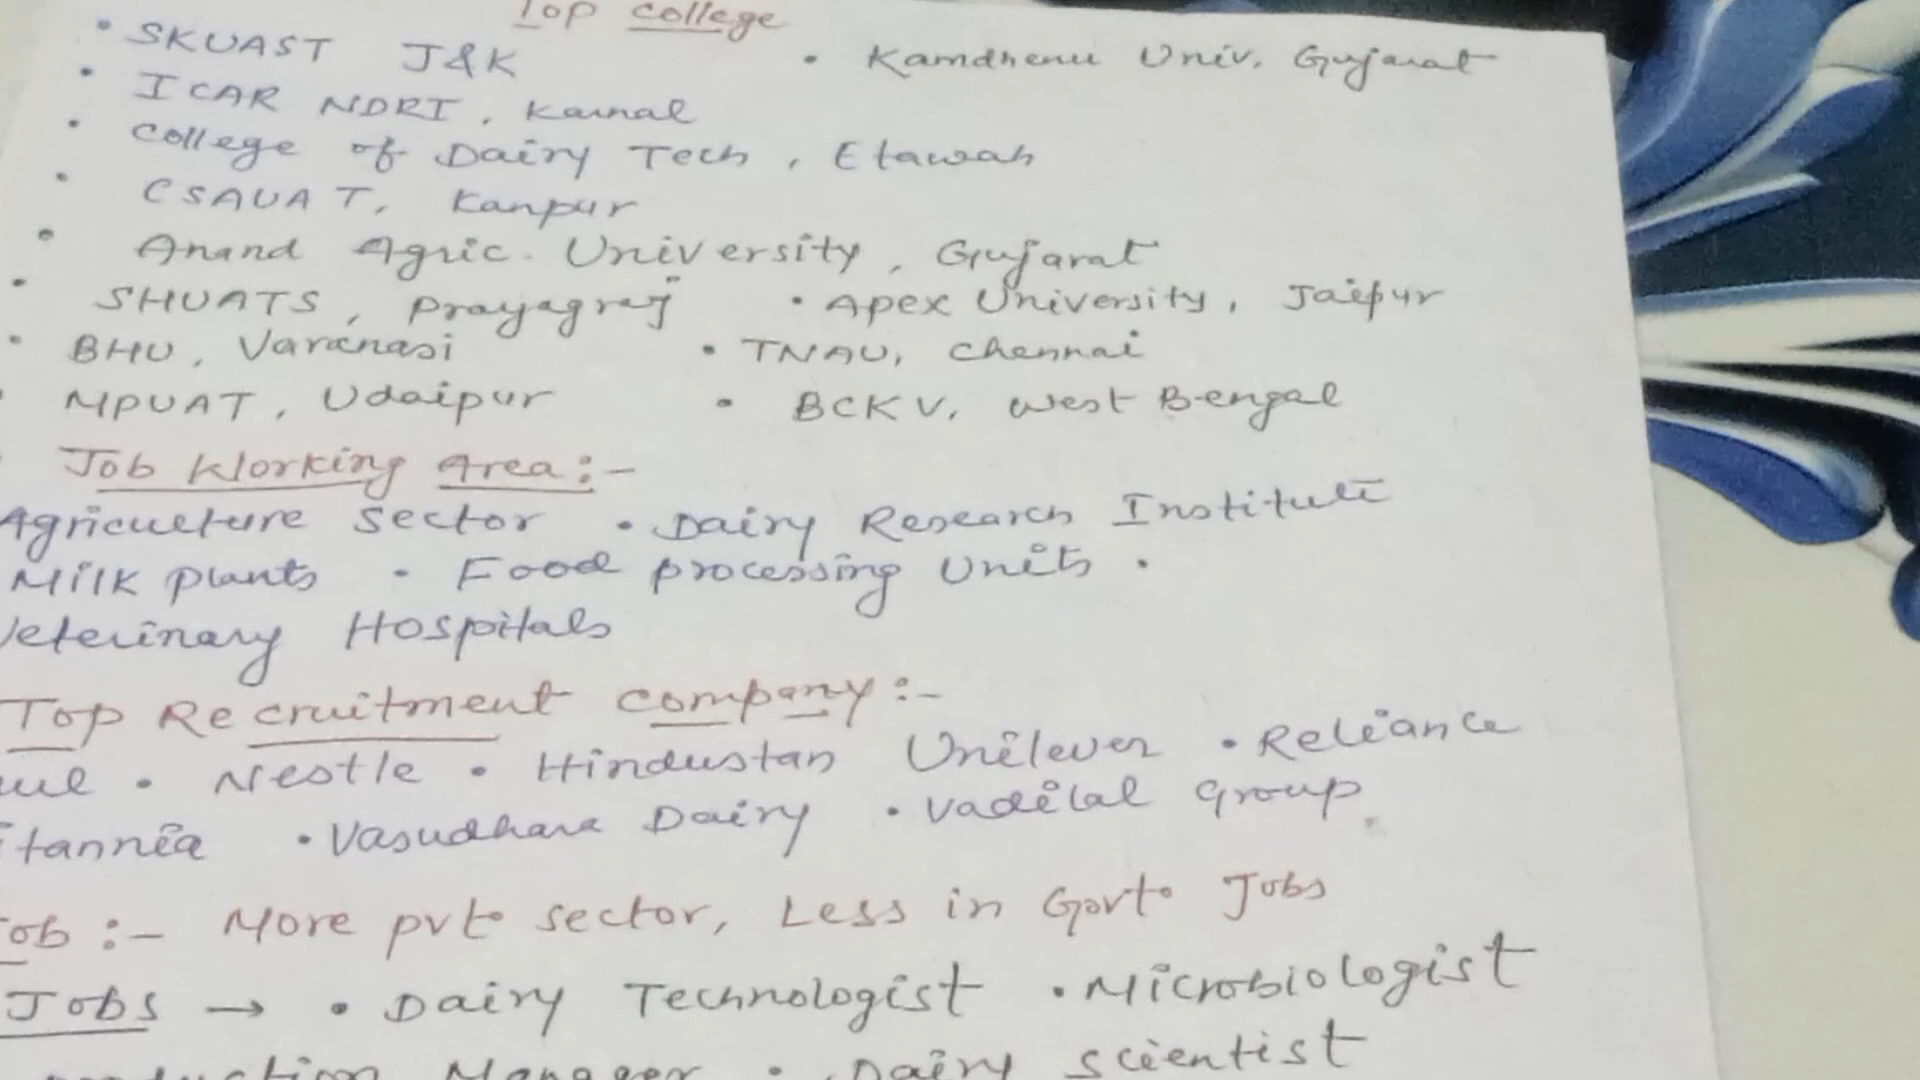 Top college
• SKUAST J&K • Kamdhenu Univ. Gujarat
• ICAR NDRI, Karnal
• College of Dairy Tech, Etawah
• CSAUAT, Kanpur
• Anand Agric. University, Gujarat
• SHUATS, Prayagraj • Apex University, Jaipur
• BHU, Varanasi • TNAU, Chennai
• MPUAT, Udaipur • BCKV, West Bengal
Job Working Area:-
Agriculture Sector • Dairy Research Institute
Milk plants • Food processing Units •
Veterinary Hospitals
Top Recruitment Company:-
• Nestle • Hindustan Unilever • Reliance
itannia • Vasudhara Dairy • Vadilal Group
ob :- More pvt. sector, Less in Govt. Jobs
Jobs → • Dairy Technologist • Microbiologist
Manager • Dairy scientist